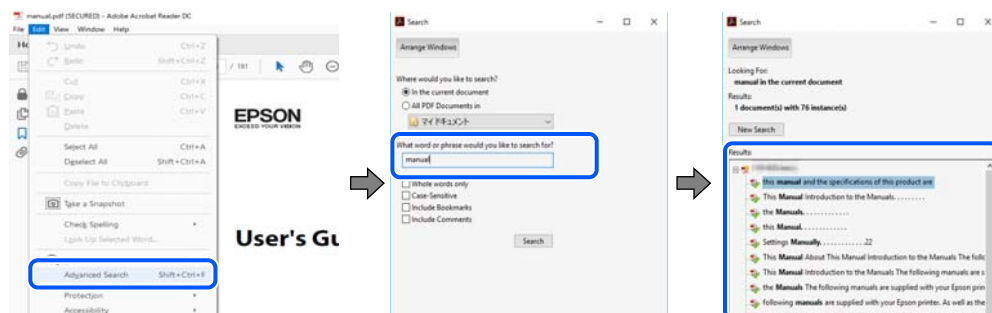 manual.pdf (SECURED) - Adobe Acrobat Reader DC
File Edit View Window Help
Undo Ctrl+Z
Redo Shift+Ctrl+Z
Cut Ctrl+X
Copy Ctrl+C
Paste Ctrl+V
Delete
Select All Ctrl+A
Deselect All Shift+Ctrl+A
Copy File to Clipboard
Take a Snapshot
Check Spelling
Look Up Selected Word...
Advanced Search Shift+Ctrl+F
Protection
Accessibility
/ 191
EPSON
EXCEED YOUR VISION
User's Gu
Search
Arrange Windows
Where would you like to search?
In the current document
All PDF Documents in
マイ ドキュメント
What word or phrase would you like to search for?
manual
Whole words only
Case-Sensitive
Include Bookmarks
Include Comments
Search
Search
Arrange Windows
Looking For:
manual in the current document
Results:
1 document(s) with 76 instance(s)
New Search
Results:
this manual and the specifications of this product are
This Manual Introduction to the Manuals. . . . . . . . .
the Manuals. . . . . . . . . . . .
this Manual. . . . . . . . . . . .
Settings Manually. . . . . . . . . . . .22
This Manual About This Manual Introduction to the Manuals The follo
This Manual Introduction to the Manuals The following manuals are s
the Manuals The following manuals are supplied with your Epson prin
following manuals are supplied with your Epson printer. As well as the